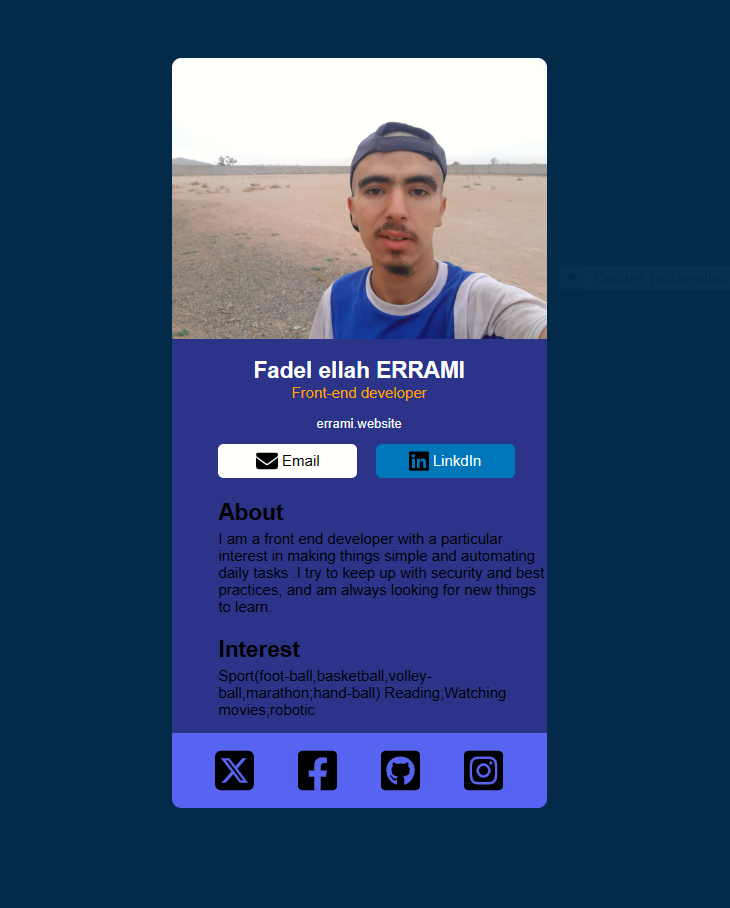 Capture rectangulair
Fadel ellah ERRAMI
Front-end developer
errami.website
Email
LinkdIn
About
I am a front end developer with a particular
interest in making things simple and automating
daily tasks .I try to keep up with security and best
practices, and am always looking for new things
to learn.
Interest
Sport(foot-ball,basketball,volley-
ball,marathon;hand-ball) Reading;Watching
movies;robotic